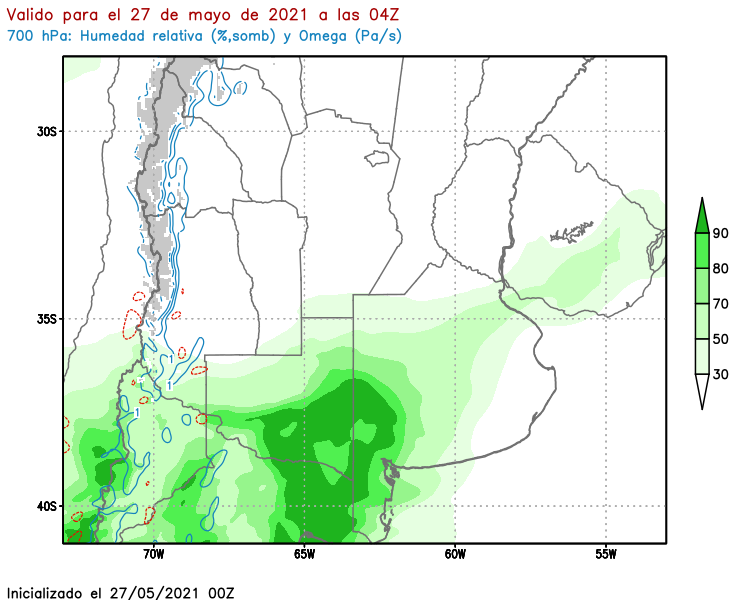 Valido para el 27 de mayo de 2021 a las 04Z
700 hPa: Humedad relativa (%,somb) y Omega (Pa/s)
30S
90
80
70
35S
50
1
30
1
1
40S
70W
65W
60W
55W
Inicializado el 27/05/2021 00Z